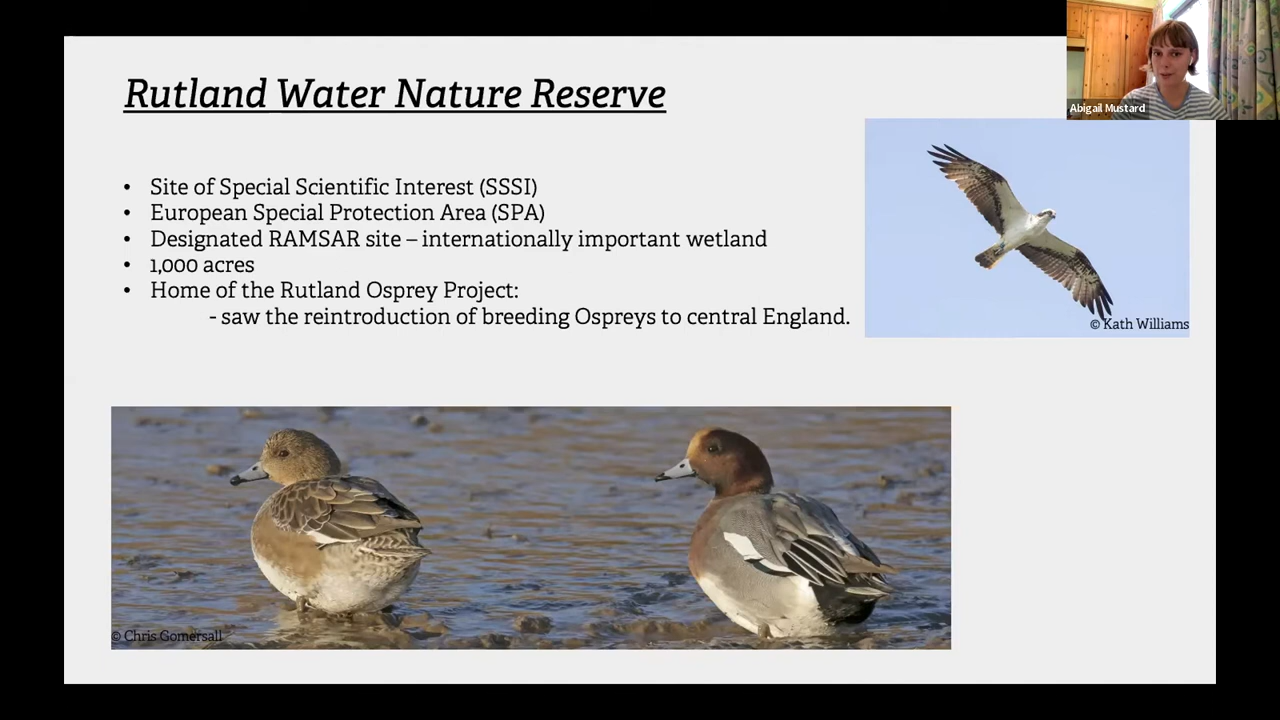 Rutland Water Nature Reserve
Abigail Mustard
• Site of Special Scientific Interest (SSSI)
• European Special Protection Area (SPA)
• Designated RAMSAR site – internationally important wetland
• 1,000 acres
• Home of the Rutland Osprey Project:
- saw the reintroduction of breeding Ospreys to central England.
© Kath Williams
© Chris Gomersall